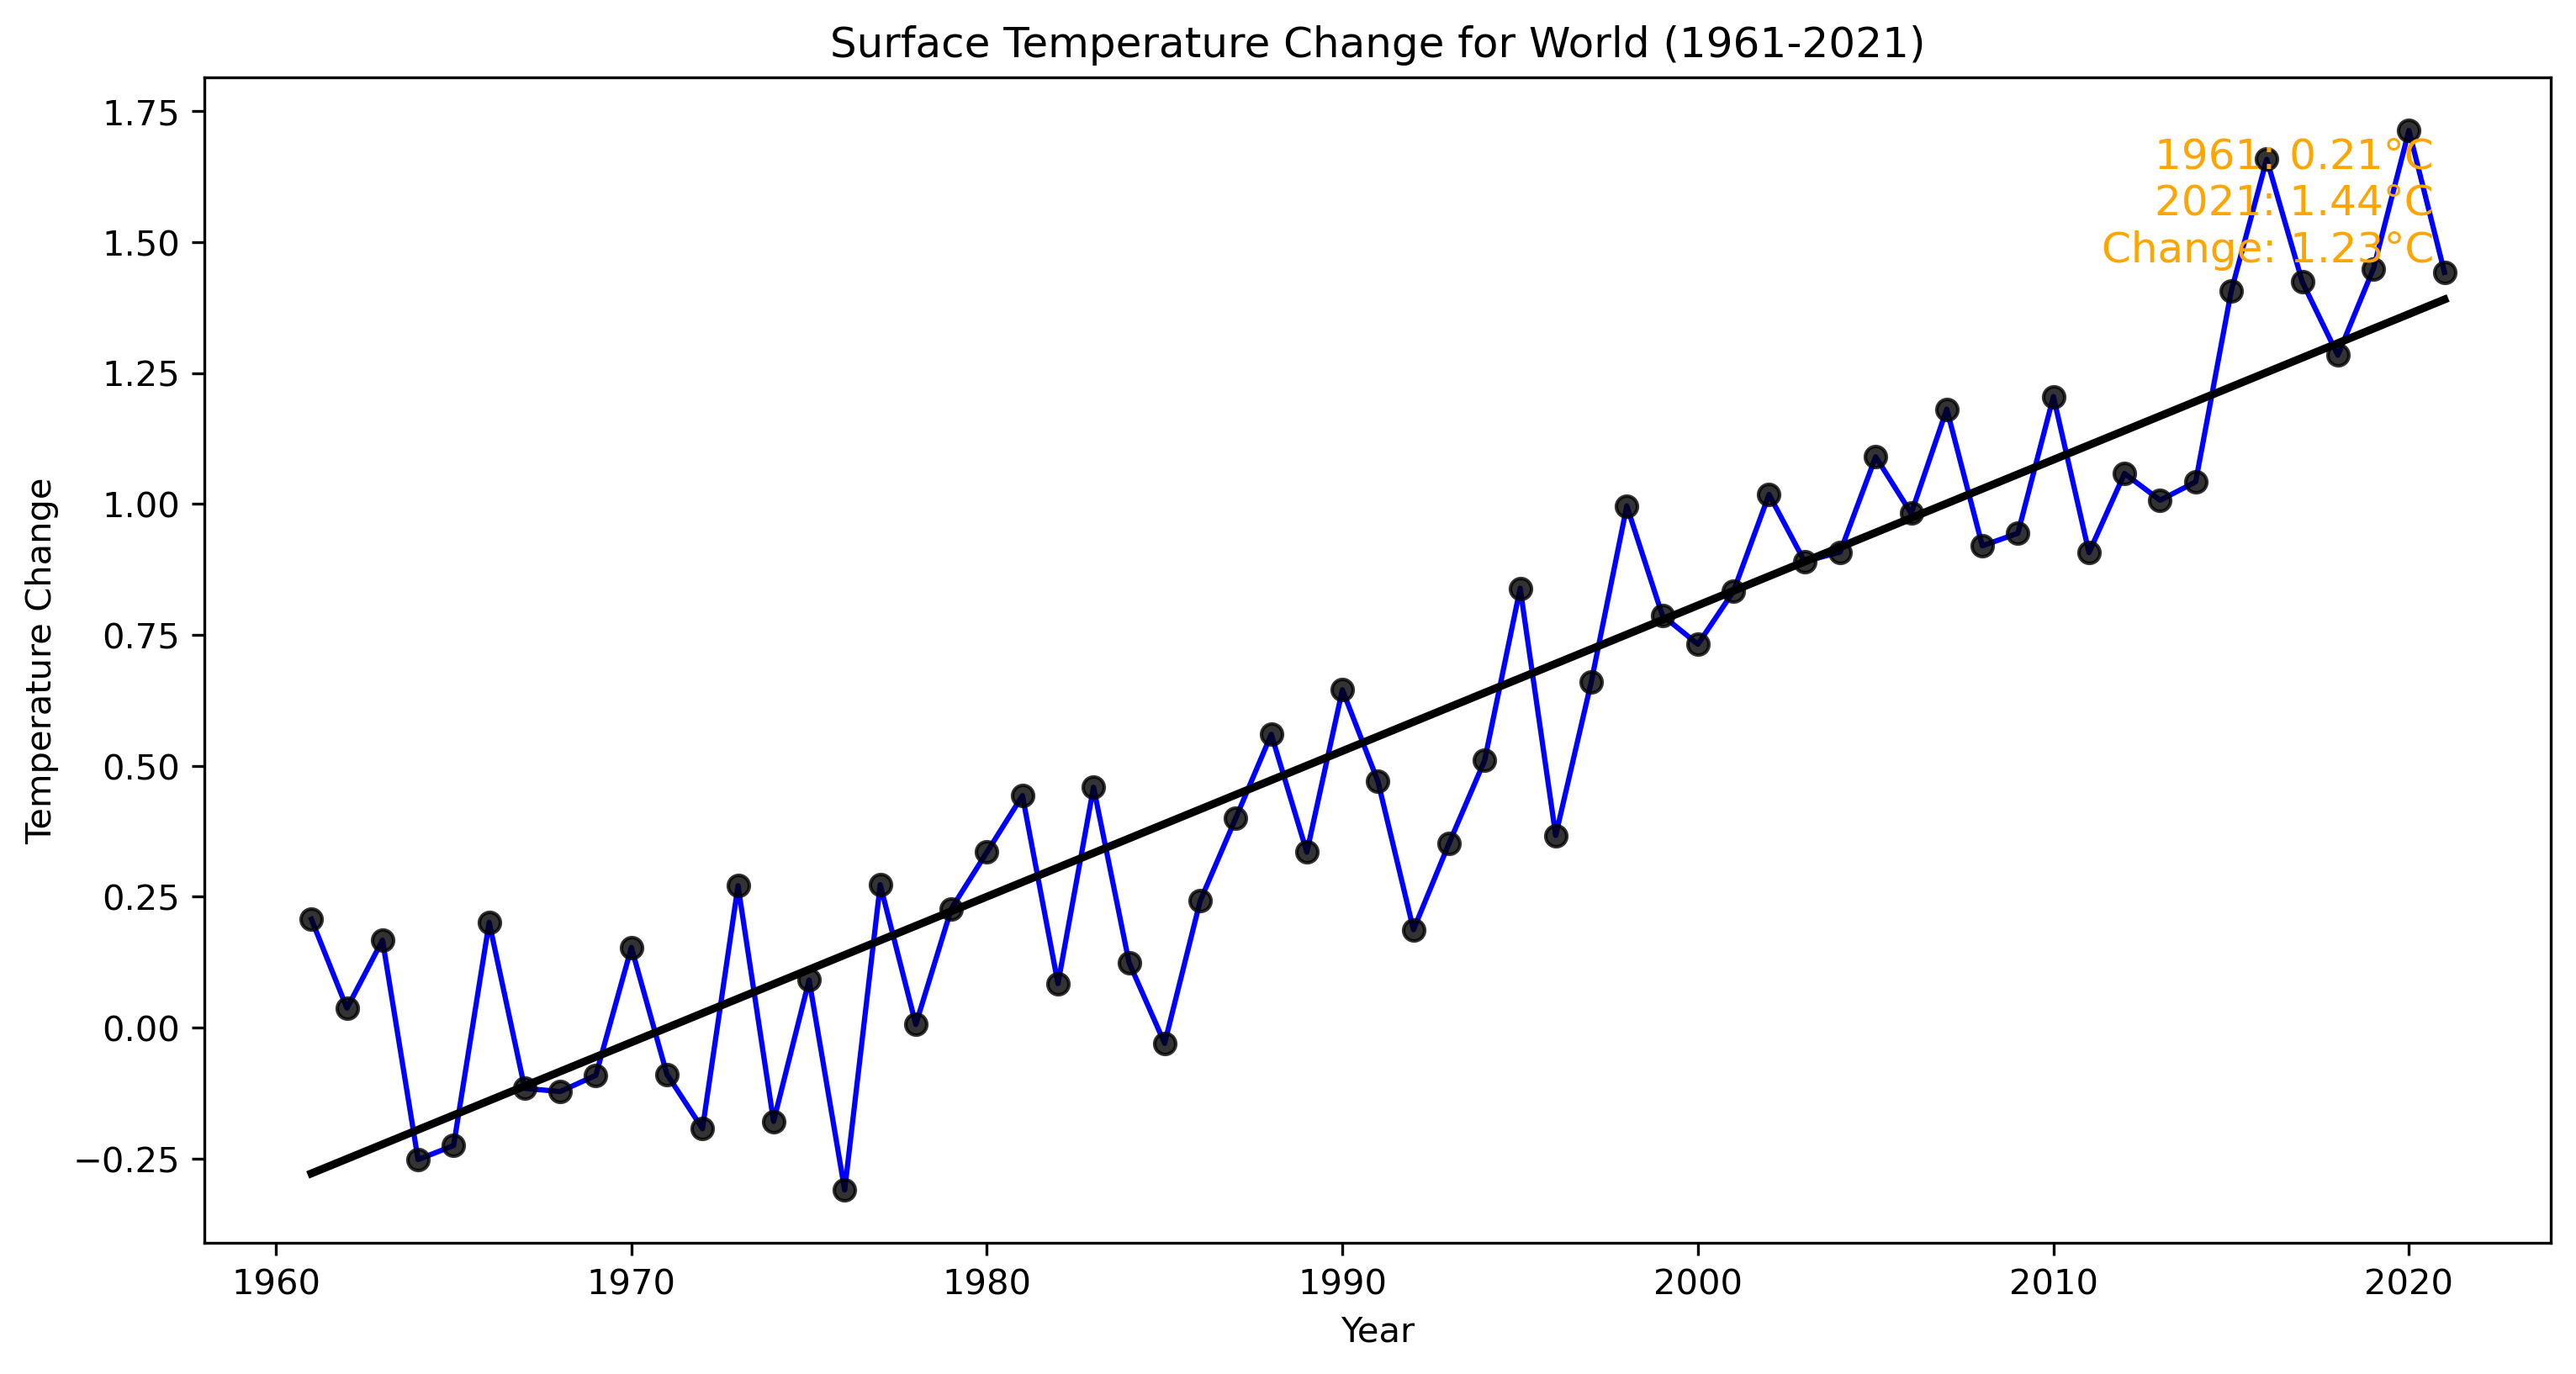 Surface Temperature Change for World (1961-2021)
1.75
1.50
1.25
1.00
0.75
0.50
0.25
0.00
−0.25
Temperature Change
1961: 0.21°C
2021: 1.44°C
Change: 1.23°C
1960 1970 1980 1990 2000 2010 2020
Year